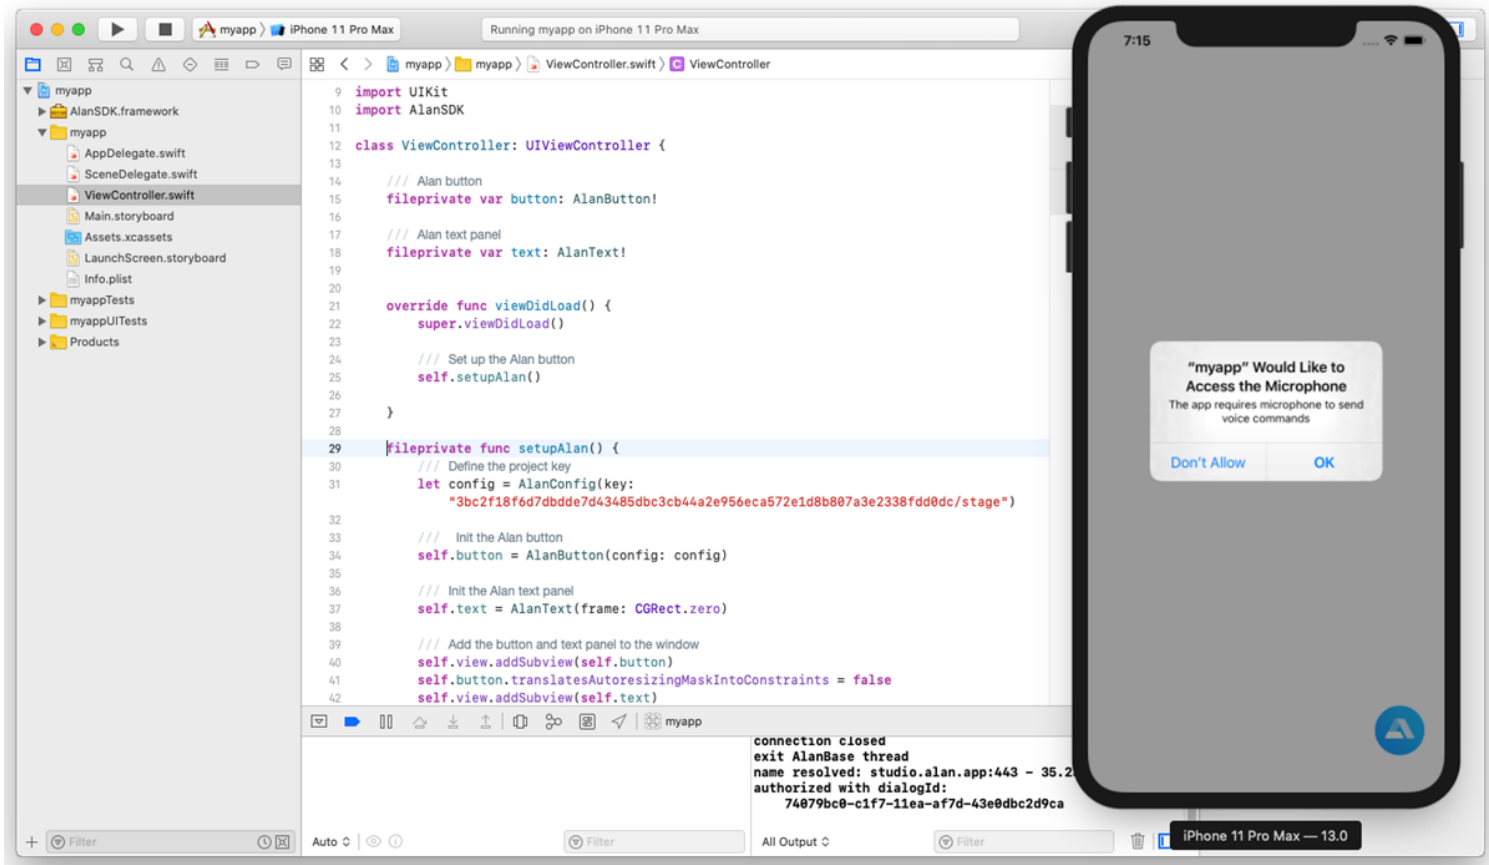 myapp 〉 iPhone 11 Pro Max
Running myapp on iPhone 11 Pro Max
myapp
AlanSDK.framework
myapp
AppDelegate.swift
SceneDelegate.swift
ViewController.swift
Main.storyboard
Assets.xcassets
LaunchScreen.storyboard
Info.plist
myappTests
myappUITests
Products
Filter
myapp 〉 myapp 〉 ViewController.swift 〉 C ViewController
9 import UIKit
10 import AlanSDK
11
12 class ViewController: UIViewController {
13
14 /// Alan button
15 fileprivate var button: AlanButton!
16
17 /// Alan text panel
18 fileprivate var text: AlanText!
19
20
21 override func viewDidLoad() {
22 super.viewDidLoad()
23
24 /// Set up the Alan button
25 self.setupAlan()
26
27 }
28
29 fileprivate func setupAlan() {
30 /// Define the project key
31 let config = AlanConfig(key:
"3bc2f18f6d7dbdde7d43485dbc3cb44a2e956eca572e1d8b807a3e2338fdd0dc/stage")
32
33 /// Init the Alan button
34 self.button = AlanButton(config: config)
35
36 /// Init the Alan text panel
37 self.text = AlanText(frame: CGRect.zero)
38
39 /// Add the button and text panel to the window
40 self.view.addSubview(self.button)
41 self.button.translatesAutoresizingMaskIntoConstraints = false
42 self.view.addSubview(self.text)
myapp
connection closed
exit AlanBase thread
name resolved: studio.alan.app:443 - 35.2
authorized with dialogId:
74079bc0-c1f7-11ea-af7d-43e0dbc2d9ca
Auto
Filter
All Output
Filter
7:15
"myapp" Would Like to
Access the Microphone
The app requires microphone to send
voice commands
Don't Allow
OK
iPhone 11 Pro Max — 13.0